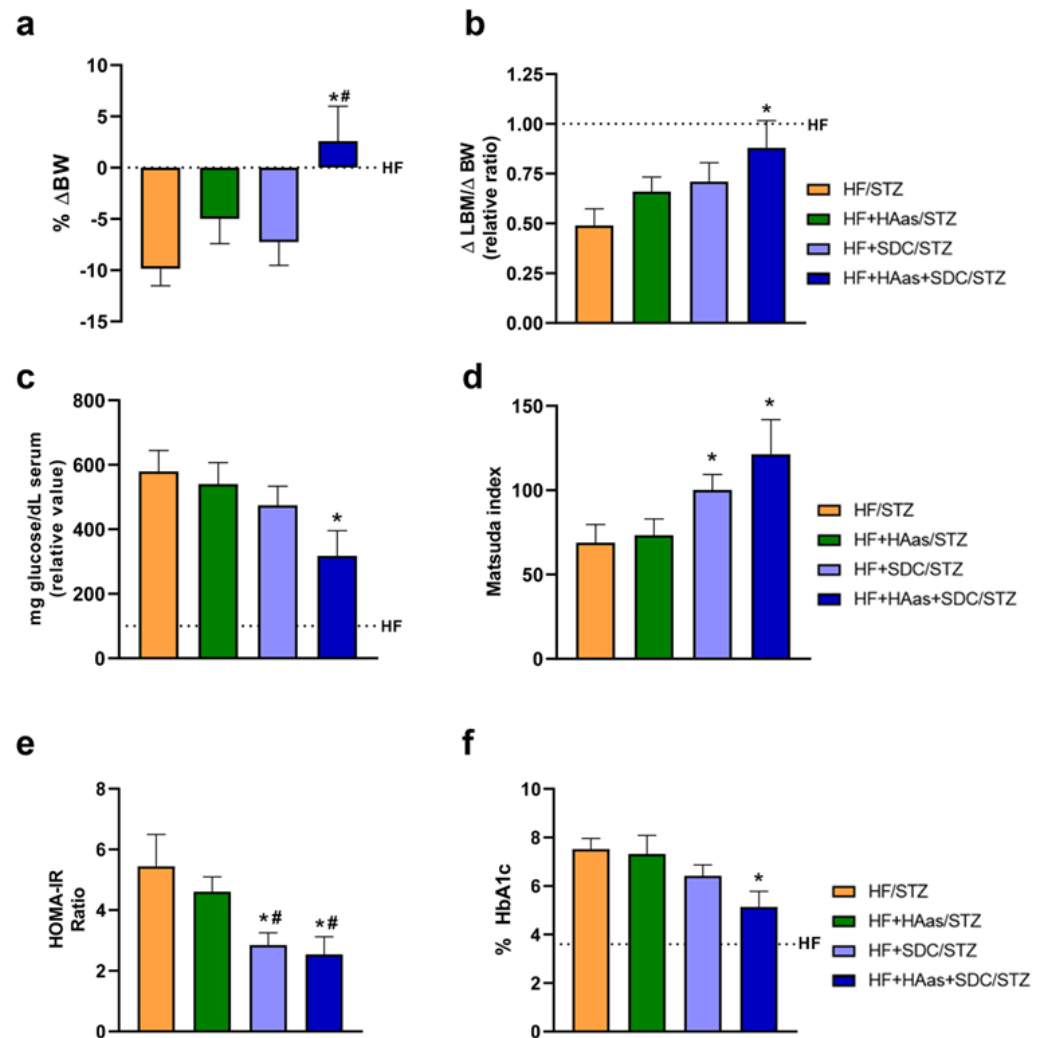 a
% ΔBW
10
5
0
-5
-10
-15
*#
HF
b
Δ LBM/Δ BW
(relative ratio)
1.25
1.00
0.75
0.50
0.25
0.00
*
HF
HF/STZ
HF+HAas/STZ
HF+SDC/STZ
HF+HAas+SDC/STZ
c
mg glucose/dL serum
(relative value)
800
600
400
200
0
*
HF
d
Matsuda index
150
100
50
0
*
*
HF/STZ
HF+HAas/STZ
HF+SDC/STZ
HF+HAas+SDC/STZ
e
HOMA-IR
Ratio
8
6
4
2
0
*#
*#
f
% HbA1c
10
8
6
4
2
0
*
HF
HF/STZ
HF+HAas/STZ
HF+SDC/STZ
HF+HAas+SDC/STZ